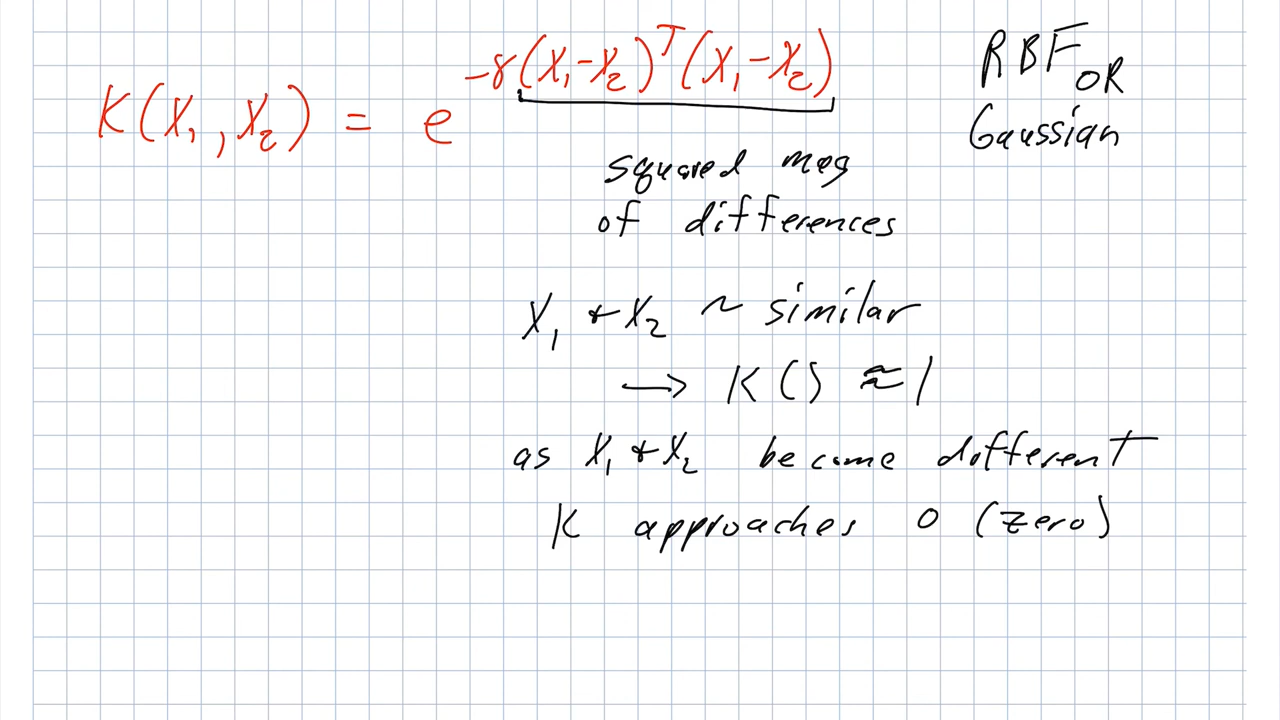 K(X₁, X₂) = e^{-γ(X₁-X₂)ᵀ(X₁-X₂)}
RBF OR
Gaussian
squared mag
of differences
X₁ + X₂ ~ similar
→ K() ≈ 1
as X₁ + X₂ become different
K approaches 0 (zero)